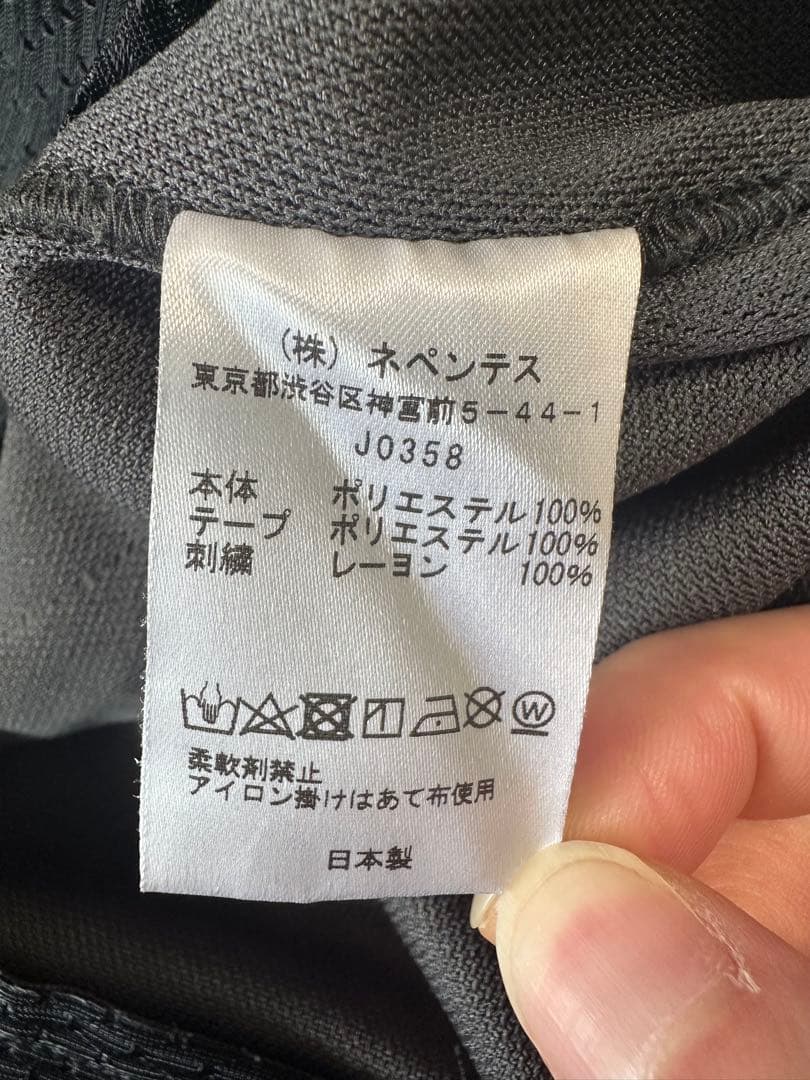 （株）ネペンテス
東京都渋谷区神宮前５−４４−１
J0358
本体　ポリエステル100%
テープ　ポリエステル100%
刺繍　レーヨン　100%
W
柔軟剤禁止
アイロン掛けはあて布使用
日本製